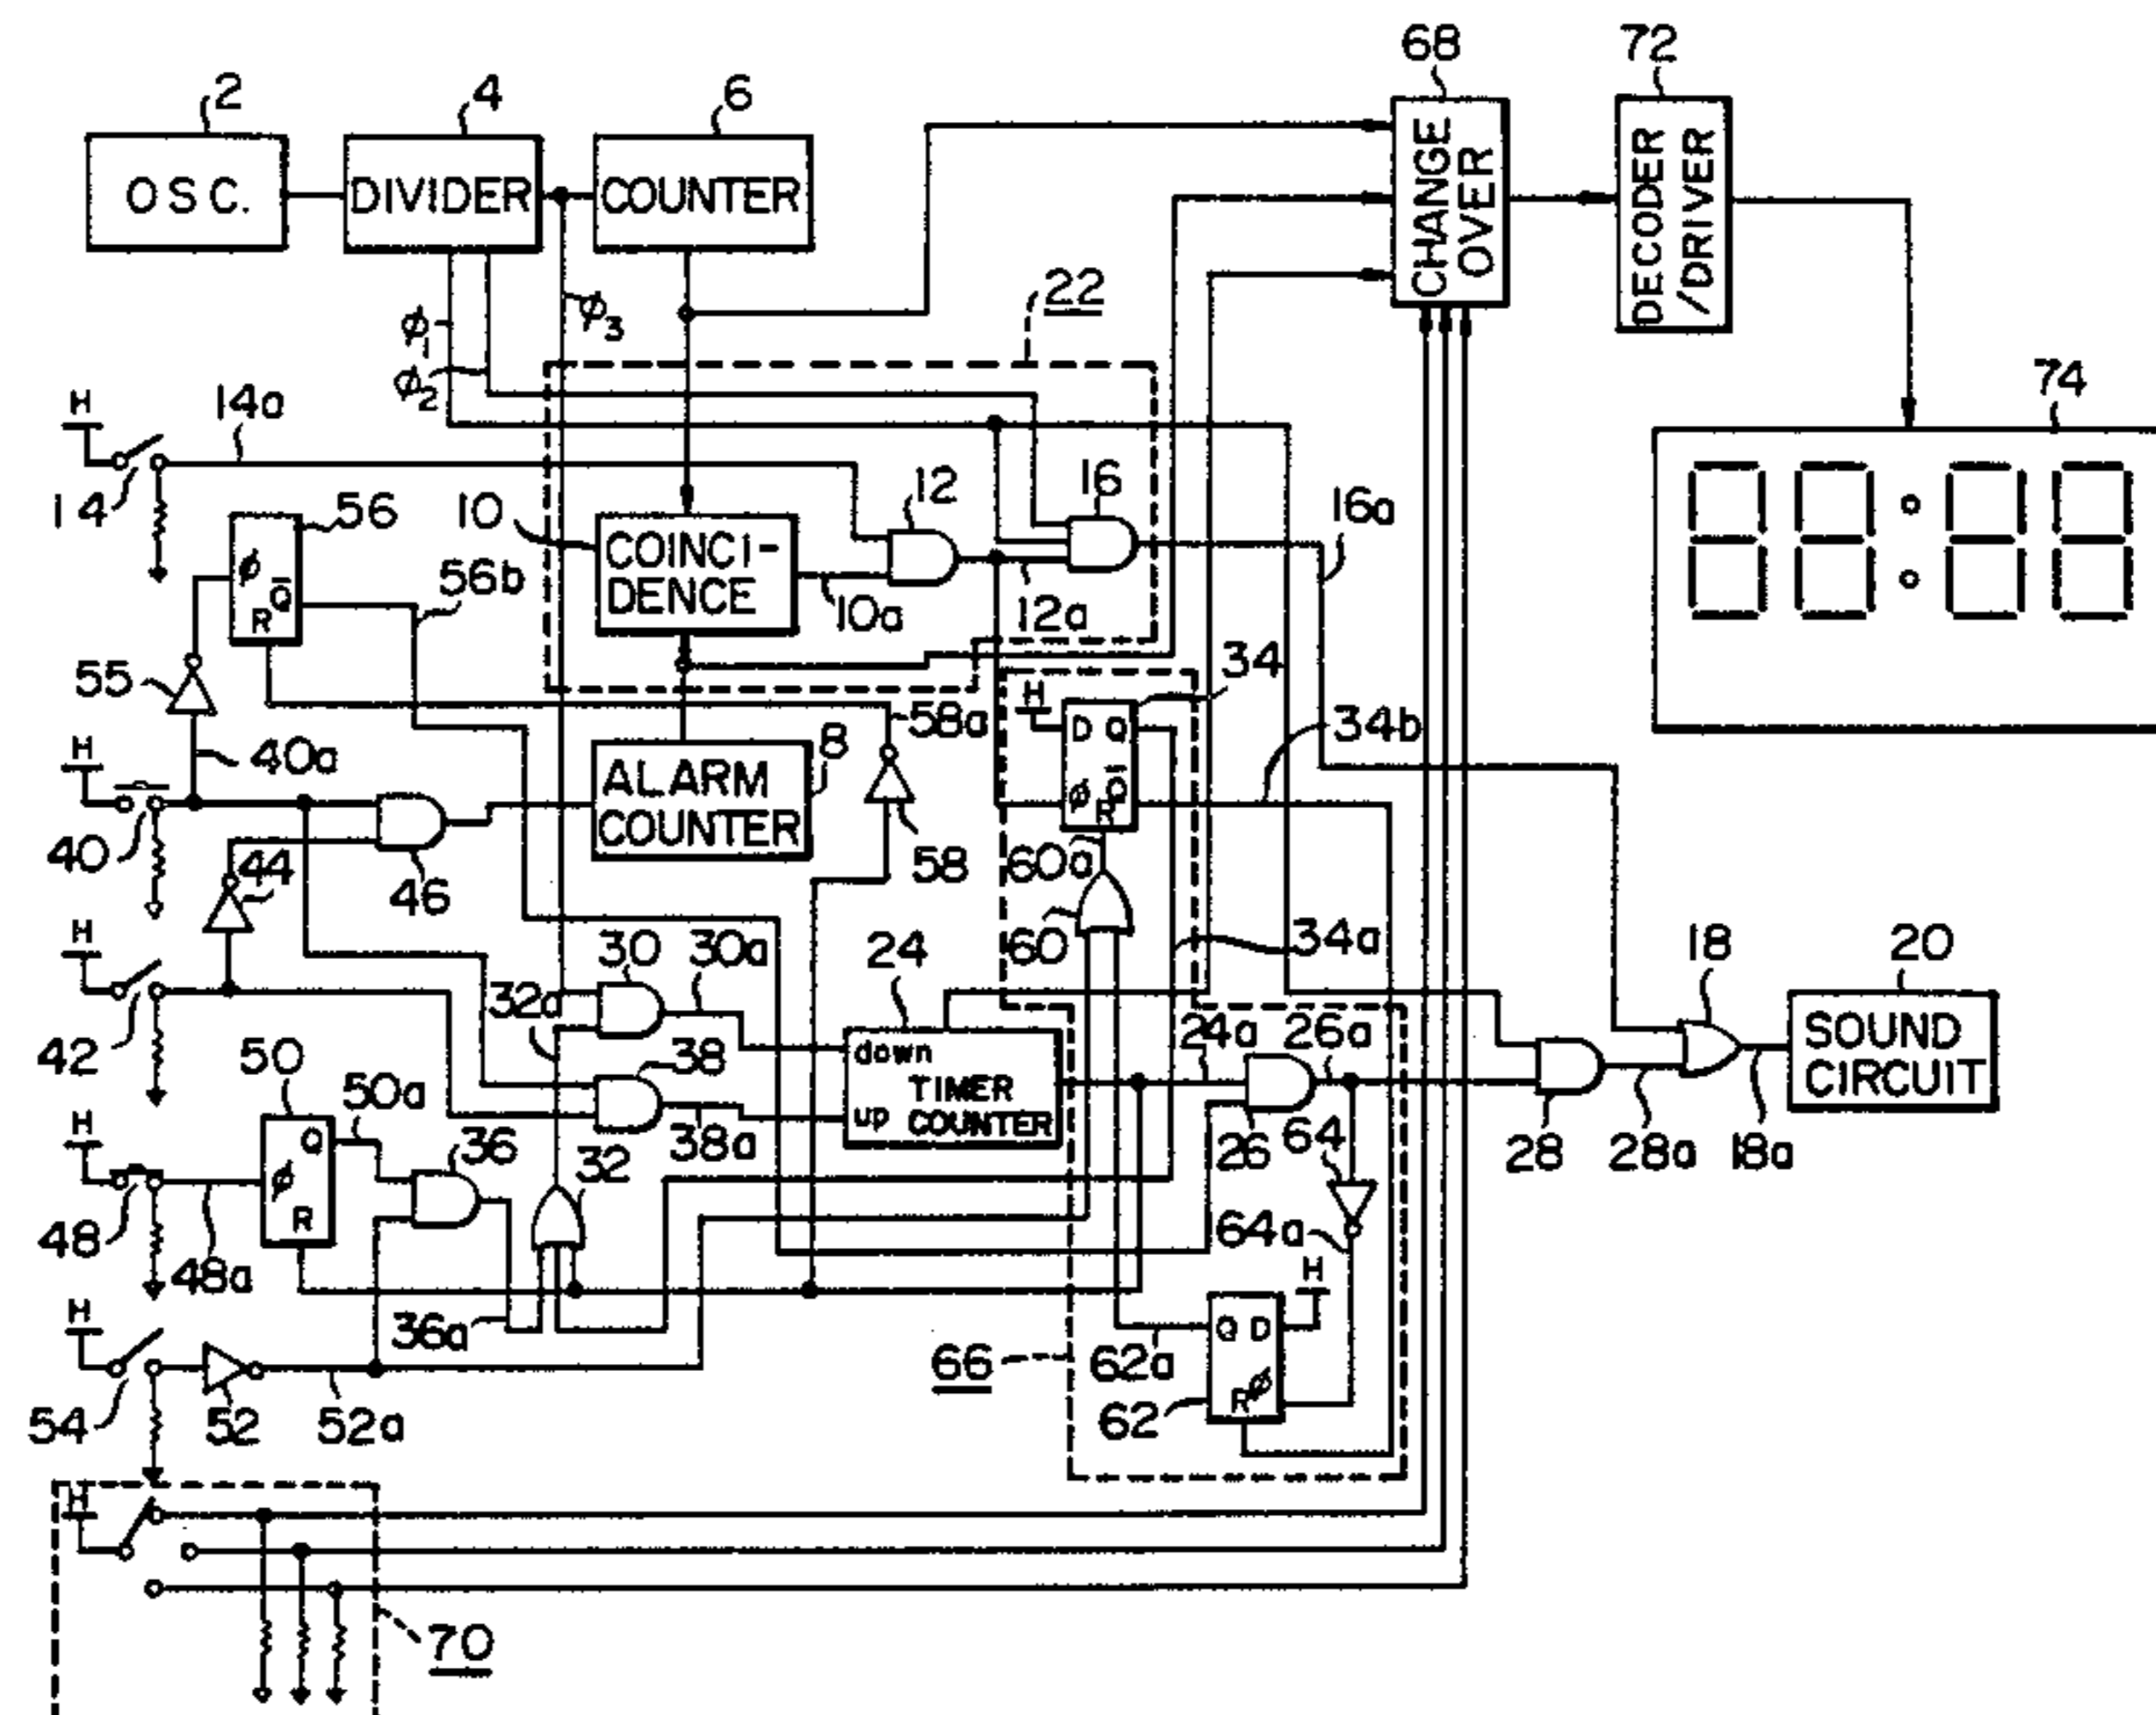 68
72
2
4
6
O S C.
DIVIDER
COUNTER
CHANGE
OVER
DECODER
/DRIVER
22
ϕ1
ϕ3
ϕ2
74
H
14a
14
56
10
12
16
16a
COINCI-
DENCE
56b
ϕ
Q̄
R
10a
12a
55
34
H
D Q
34b
58a
40a
H
8
ALARM
COUNTER
Q̄
ϕ
R
40
44
46
58
60a
60
34a
H
30
30a
24
18
20
32a
42
38
24a
26a
down
TIMER
up
COUNTER
SOUND
CIRCUIT
50
50a
H
38a
26
64
28
28a
18a
Q
ϕ
R
36
32
48
48a
64a
H
H
36a
Q D
ϕ
R
66
62a
62
54
52
52a
H
70